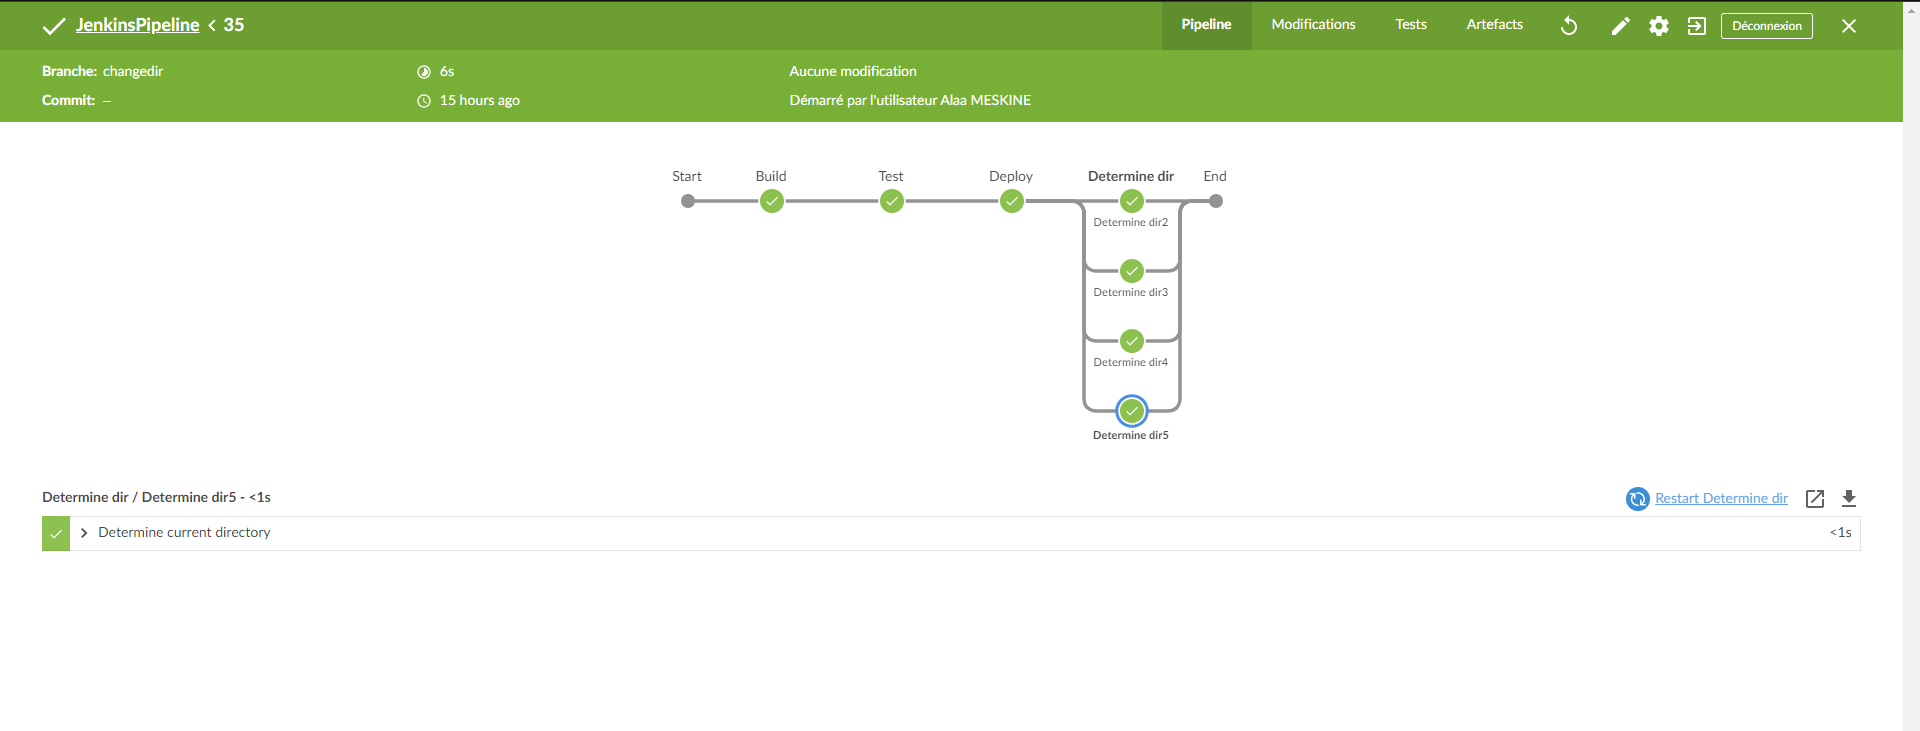 JenkinsPipeline < 35
Pipeline Modifications Tests Artefacts Déconnexion
Branche: changedir 6s Aucune modification
Commit: – 15 hours ago Démarré par l'utilisateur Alaa MESKINE
Start Build Test Deploy Determine dir End
Determine dir2
Determine dir3
Determine dir4
Determine dir5
Determine dir / Determine dir5 - <1s Restart Determine dir
Determine current directory <1s